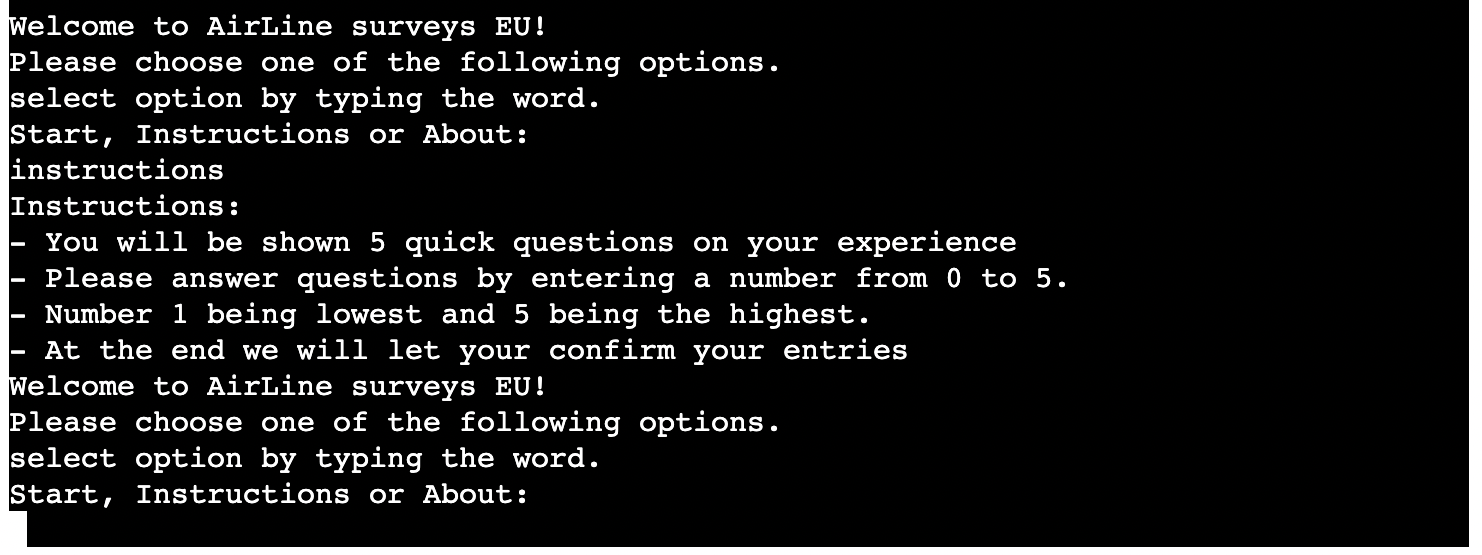 Welcome to AirLine surveys EU!
Please choose one of the following options.
select option by typing the word.
Start, Instructions or About:
instructions
Instructions:
- You will be shown 5 quick questions on your experience
- Please answer questions by entering a number from 0 to 5.
- Number 1 being lowest and 5 being the highest.
- At the end we will let your confirm your entries
Welcome to AirLine surveys EU!
Please choose one of the following options.
select option by typing the word.
Start, Instructions or About: